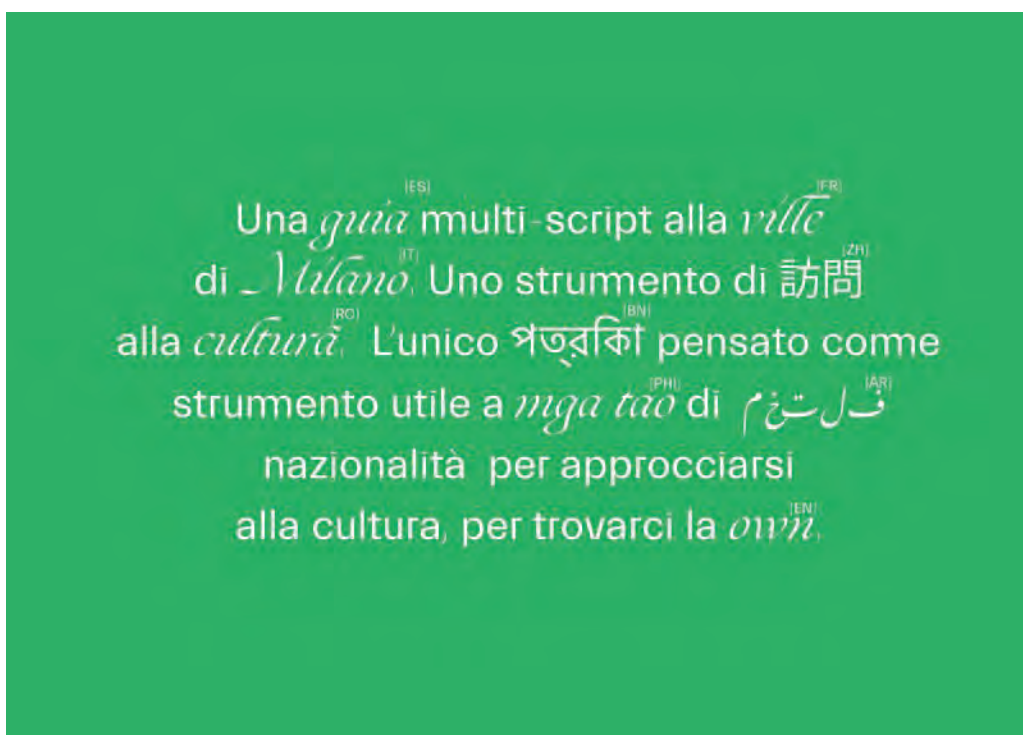 Una guía [ES] multi-script alla ville [FR]
di Milano [IT]. Uno strumento di 訪問 [ZH]
alla cultură [RO]. L'unico পত্রিকা [BN] pensato come
strumento utile a mga tao [PHI] di ف‍ل‍ت‍خ‍م [AR]
nazionalità per approcciarsi
alla cultura, per trovarci la own [EN].